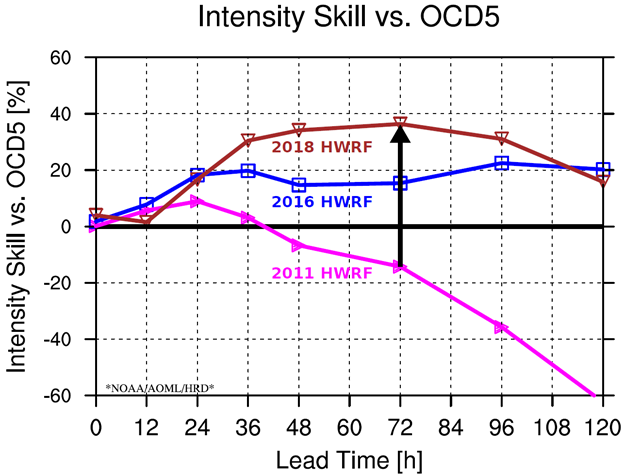 Intensity Skill vs. OCD5
60
40
20
0
-20
-40
-60
Intensity Skill vs. OCD5 [%]
2018 HWRF
2016 HWRF
2011 HWRF
*NOAA/AOML/HRD*
0 12 24 36 48 60 72 84 96 108 120
Lead Time [h]